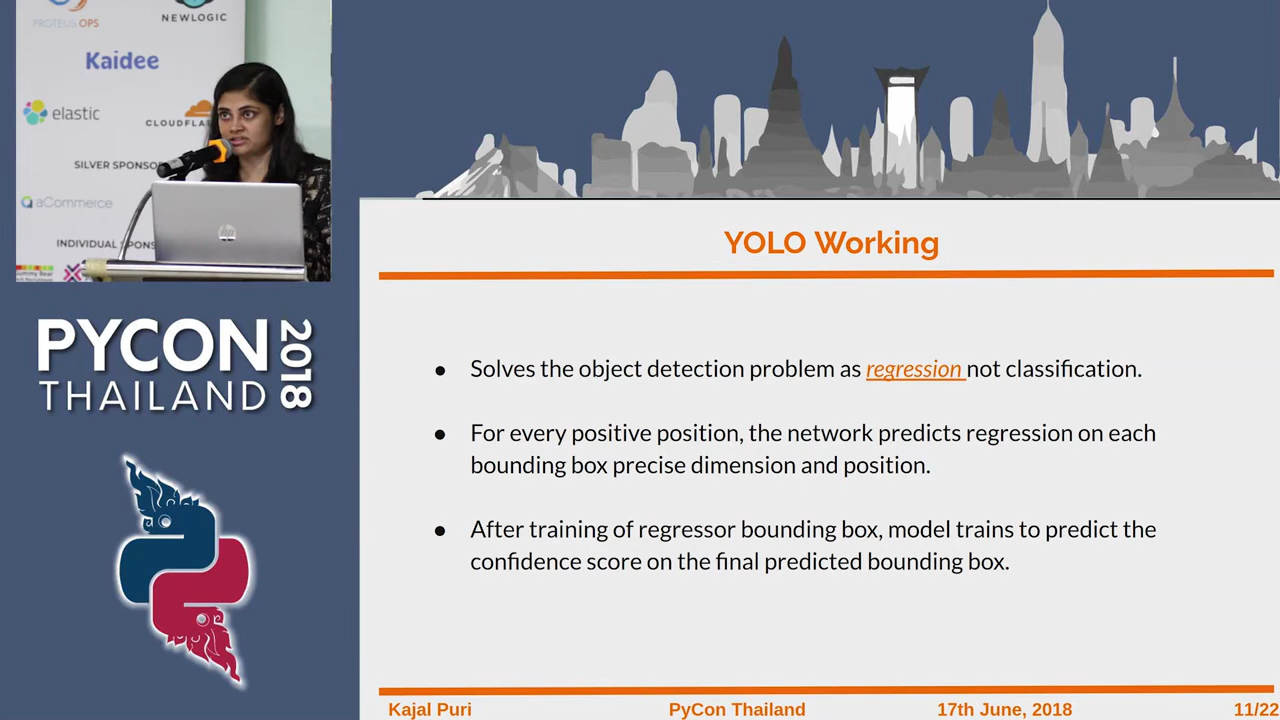 PROTEUS OPS
NEWLOGIC
Kaidee
elastic
CLOUDFLA
SILVER SPONSO
aCommerce
hp
INDIVIDUAL SPONS
PYCON
THAILAND
2018
YOLO Working
● Solves the object detection problem as regression not classification.
● For every positive position, the network predicts regression on each
bounding box precise dimension and position.
● After training of regressor bounding box, model trains to predict the
confidence score on the final predicted bounding box.
Kajal Puri
PyCon Thailand
17th June, 2018
11/22